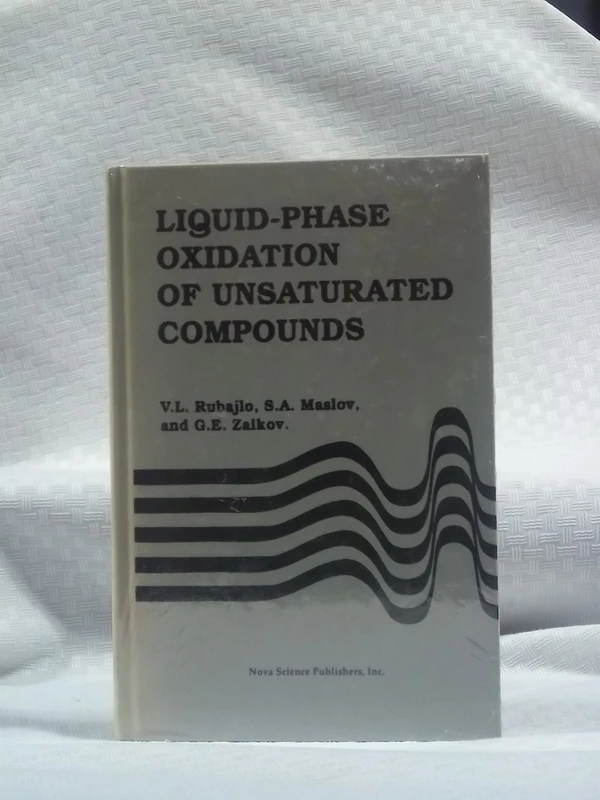 LIQUID-PHASE
OXIDATION
OF UNSATURATED
COMPOUNDS
V.L. Rubajlo, S.A. Maslov,
and G.E. Zaikov.
Nova Science Publishers, Inc.